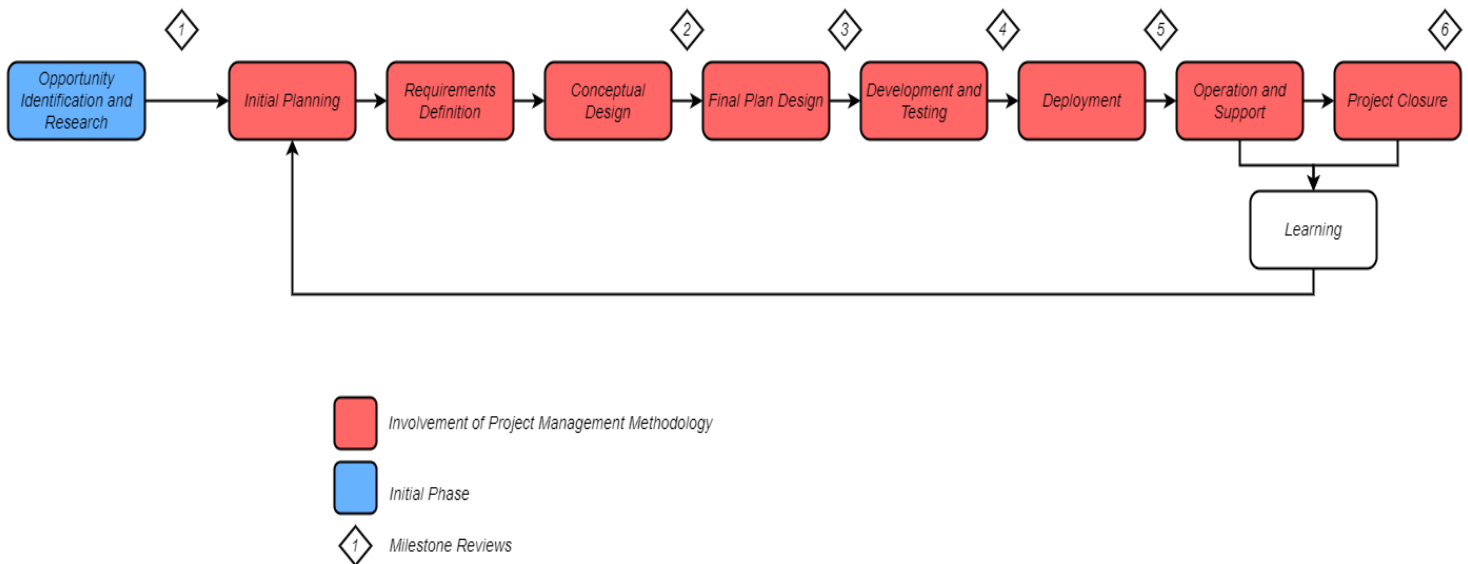 1
2
3
4
5
6
Opportunity
Identification and
Research
Initial Planning
Requirements
Definition
Conceptual
Design
Final Plan Design
Development and
Testing
Deployment
Operation and
Support
Project Closure
Learning
Involvement of Project Management Methodology
Initial Phase
1
Milestone Reviews